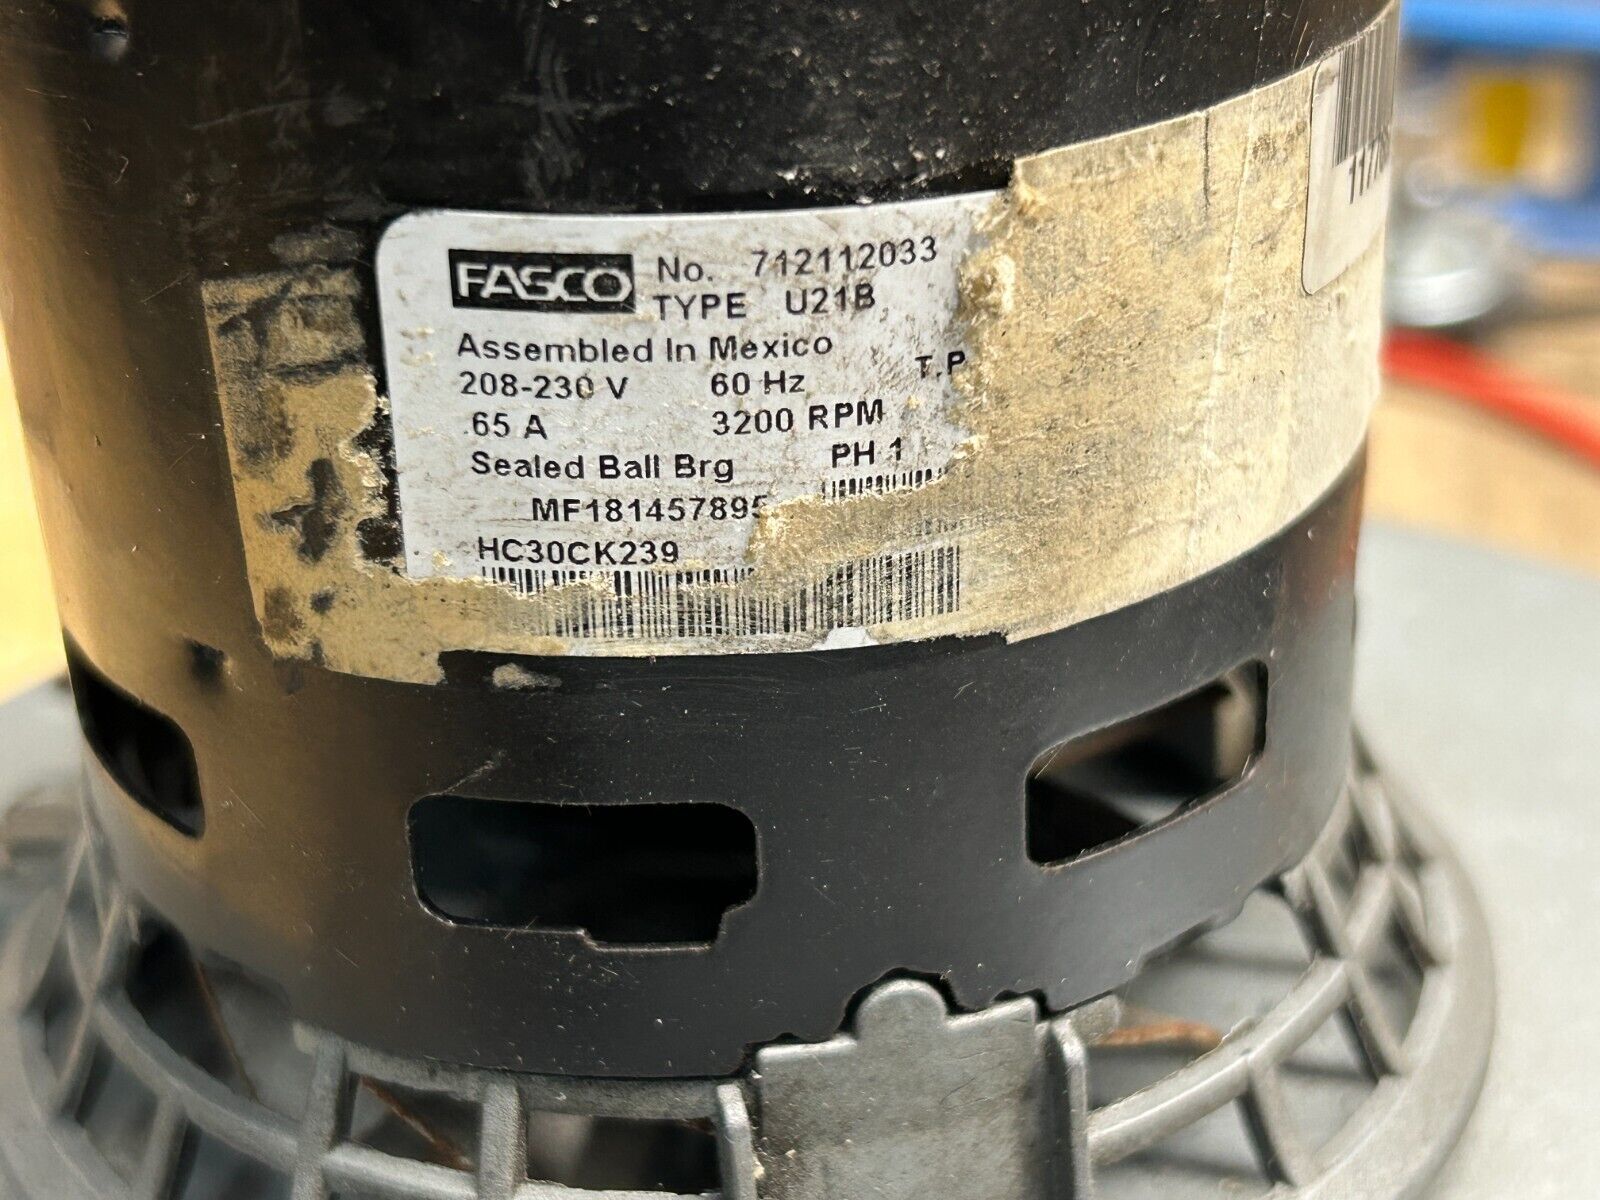 FASCO No. 712112033
TYPE U21B
Assembled In Mexico
208-230 V 60 Hz T.P
.65 A 3200 RPM
Sealed Ball Brg PH 1
MF181457895
HC30CK239